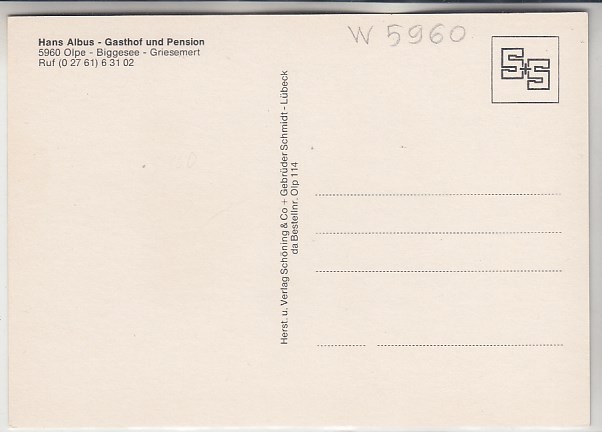 Hans Albus - Gasthof und Pension
5960 Olpe - Biggesee - Griesemert
Ruf (0 27 61) 6 31 02
W 5960
S+S
Herst. u. Verlag Schöning & Co + Gebrüder Schmidt - Lübeck
da Bestellnr. Olp 114